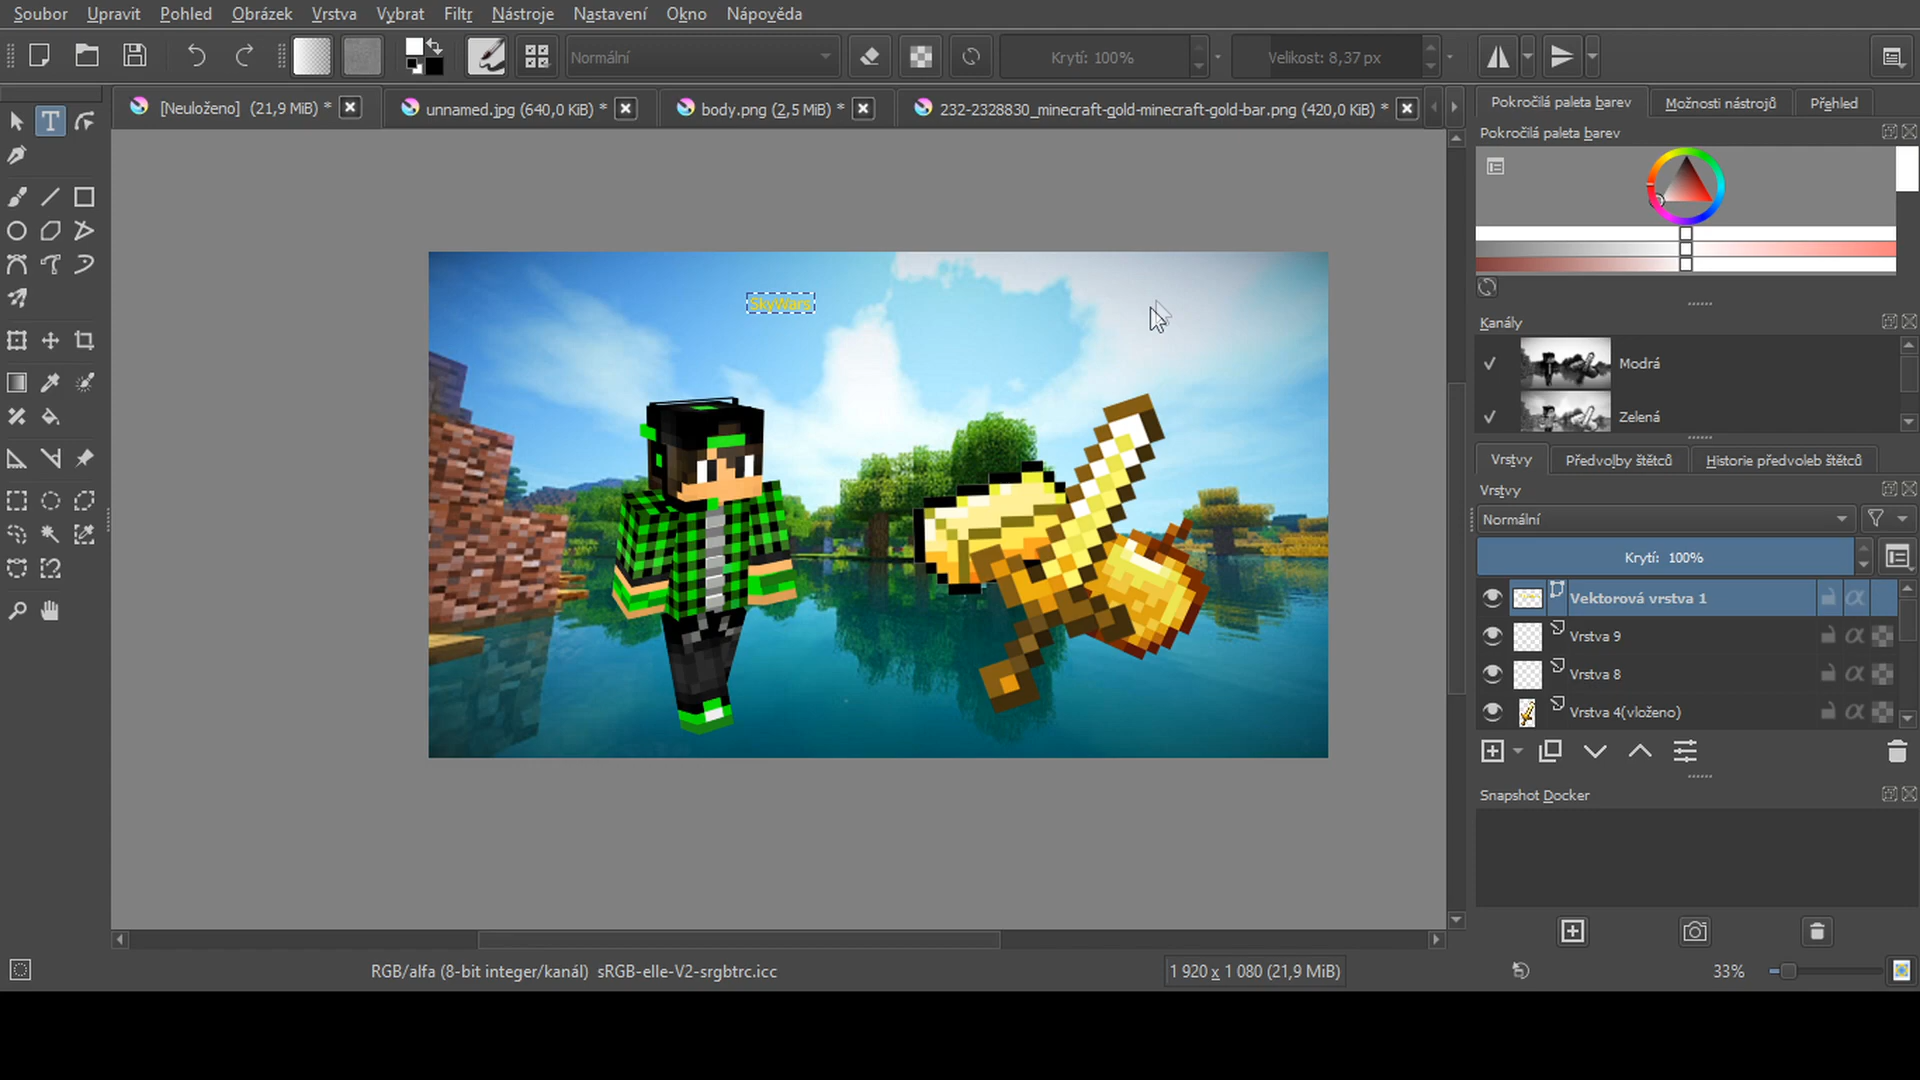 Soubor Upravit Pohled Obrázek Vrstva Vybrat Filtr Nástroje Nastavení Okno Nápověda
Normální Krytí: 100% Velikost: 8,37 px
[Neuloženo] (21,9 MiB) * unnamed.jpg (640,0 KiB) * body.png (2,5 MiB) * 232-2328830_minecraft-gold-minecraft-gold-bar.png (420,0 KiB) *
Pokročilá paleta barev Možnosti nástrojů Přehled
Pokročilá paleta barev
SkyWars
Kanály
Modrá
Zelená
Vrstvy Předvolby štětců Historie předvoleb štětců
Vrstvy
Normální
Krytí: 100%
Vektorová vrstva 1
Vrstva 9
Vrstva 8
Vrstva 4(vloženo)
Snapshot Docker
RGB/alfa (8-bit integer/kanál) sRGB-elle-V2-srgbtrc.icc 1 920 x 1 080 (21,9 MiB) 33%